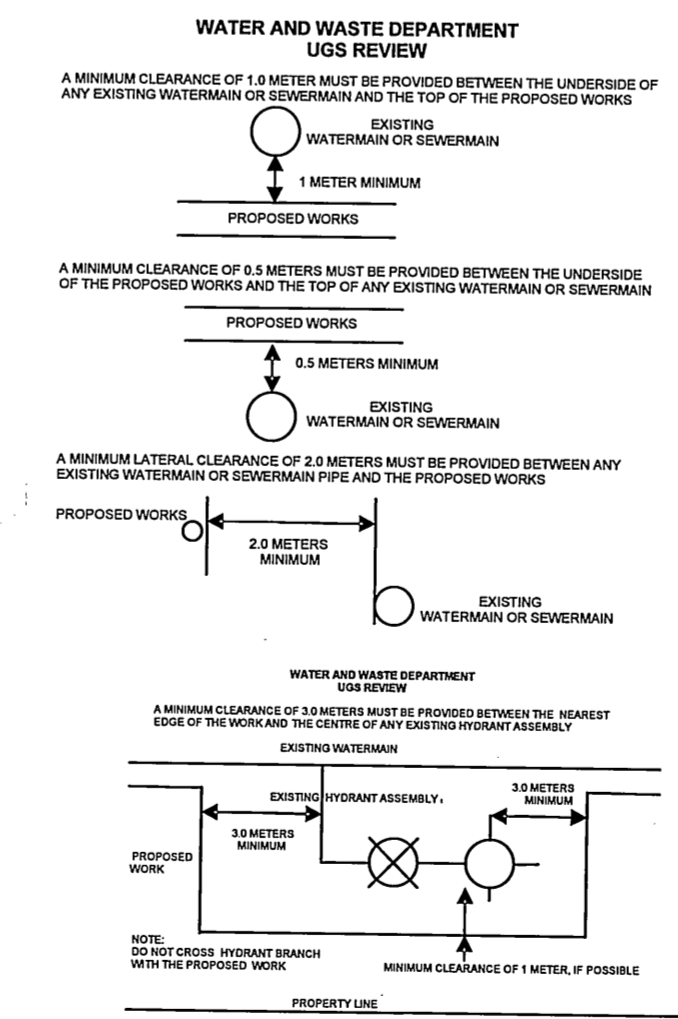 WATER AND WASTE DEPARTMENT
UGS REVIEW
A MINIMUM CLEARANCE OF 1.0 METER MUST BE PROVIDED BETWEEN THE UNDERSIDE OF
ANY EXISTING WATERMAIN OR SEWERMAIN AND THE TOP OF THE PROPOSED WORKS
EXISTING
WATERMAIN OR SEWERMAIN
1 METER MINIMUM
PROPOSED WORKS
A MINIMUM CLEARANCE OF 0.5 METERS MUST BE PROVIDED BETWEEN THE UNDERSIDE
OF THE PROPOSED WORKS AND THE TOP OF ANY EXISTING WATERMAIN OR SEWERMAIN
PROPOSED WORKS
0.5 METERS MINIMUM
EXISTING
WATERMAIN OR SEWERMAIN
A MINIMUM LATERAL CLEARANCE OF 2.0 METERS MUST BE PROVIDED BETWEEN ANY
EXISTING WATERMAIN OR SEWERMAIN PIPE AND THE PROPOSED WORKS
PROPOSED WORKS
2.0 METERS
MINIMUM
EXISTING
WATERMAIN OR SEWERMAIN
WATER AND WASTE DEPARTMENT
UGS REVIEW
A MINIMUM CLEARANCE OF 3.0 METERS MUST BE PROVIDED BETWEEN THE NEAREST
EDGE OF THE WORK AND THE CENTRE OF ANY EXISTING HYDRANT ASSEMBLY
EXISTING WATERMAIN
EXISTING HYDRANT ASSEMBLY
3.0 METERS
MINIMUM
3.0 METERS
MINIMUM
PROPOSED
WORK
NOTE:
DO NOT CROSS HYDRANT BRANCH
WITH THE PROPOSED WORK
MINIMUM CLEARANCE OF 1 METER, IF POSSIBLE
PROPERTY LINE